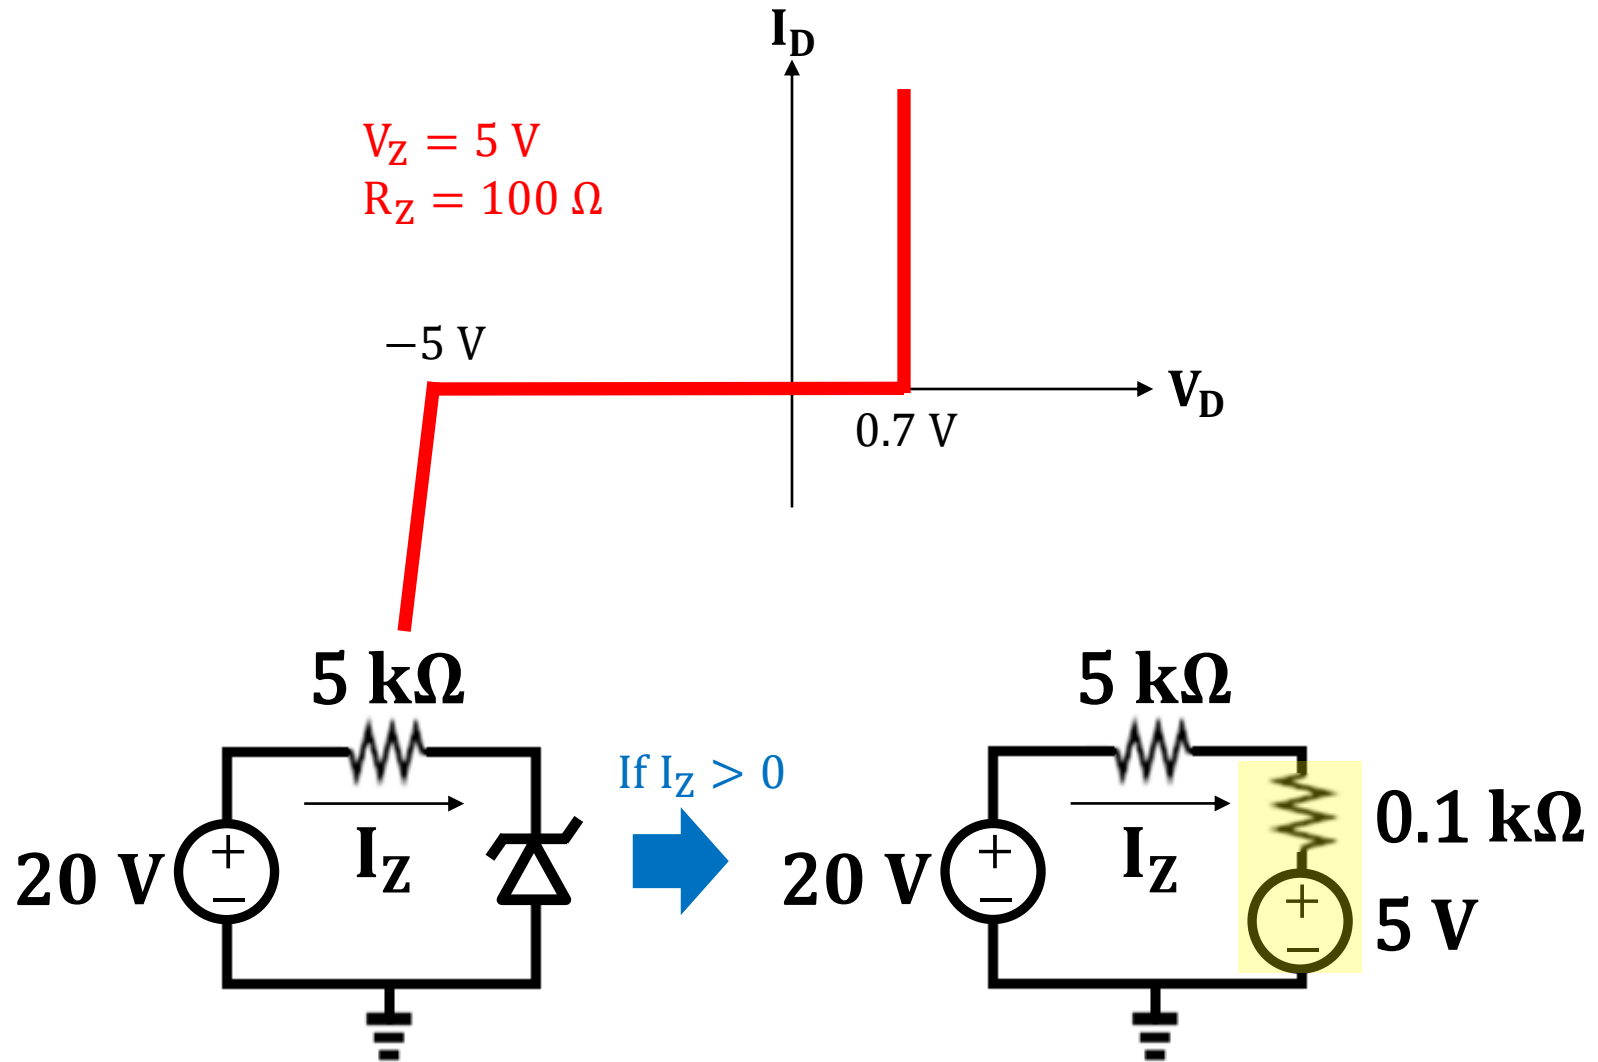 I_D
V_Z = 5 V
R_Z = 100 Ω
−5 V
V_D
0.7 V
5 kΩ
5 kΩ
If I_Z > 0
20 V
+
−
I_Z
20 V
+
−
I_Z
0.1 kΩ
+
−
5 V